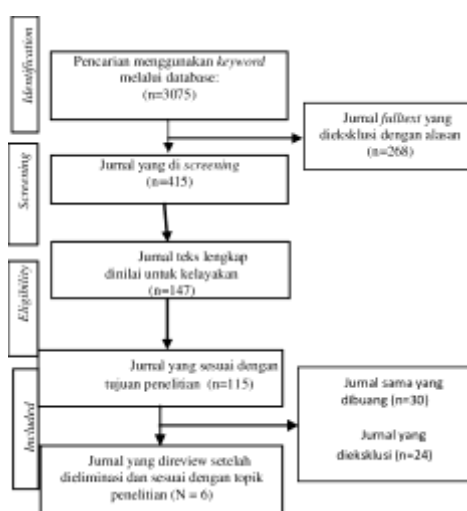 Identification
Pencarian menggunakan keyword
melalui database:
(n=3075)
Jurnal fulltext yang
dieksklusi dengan alasan
(n=268)
Screening
Jurnal yang di screening
(n=415)
Eligibility
Jurnal teks lengkap
dinilai untuk kelayakan
(n=147)
Included
Jurnal yang sesuai dengan
tujuan penelitian (n=115)
Jurnal sama yang
dibuang (n=30)
Jurnal yang
dieksklusi (n=24)
Jurnal yang direview setelah
dieliminasi dan sesuai dengan topik
penelitian (N = 6)